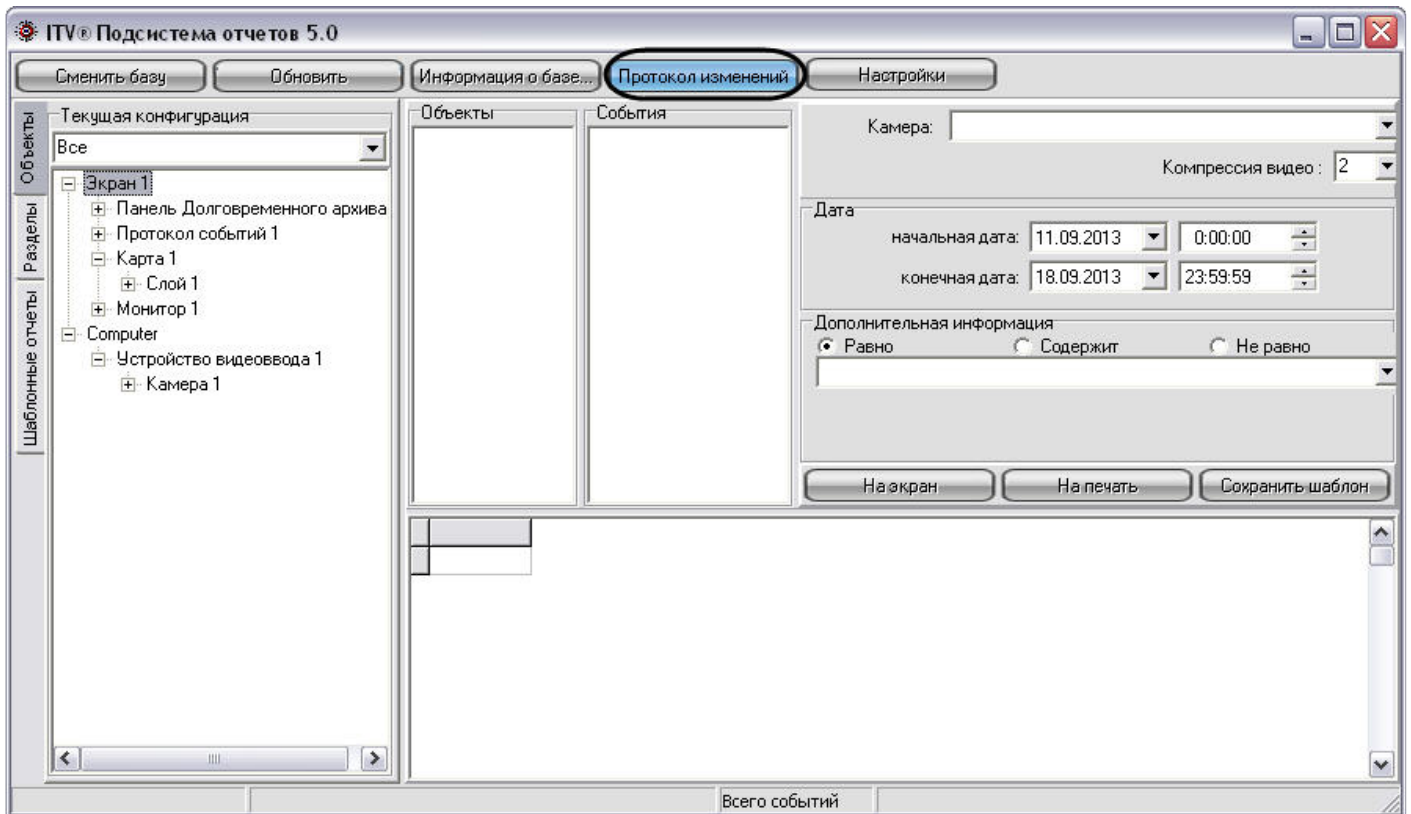 ITV® Подсистема отчетов 5.0
Сменить базу
Обновить
Информация о базе...
Протокол изменений
Настройки
Объекты
Разделы
Шаблонные отчеты
Текущая конфигурация
Все
Экран 1
Панель Долговременного архива
Протокол событий 1
Карта 1
Слой 1
Монитор 1
Computer
Устройство видеоввода 1
Камера 1
Объекты
События
Камера:
Компрессия видео : 2
Дата
начальная дата: 11.09.2013 0:00:00
конечная дата: 18.09.2013 23:59:59
Дополнительная информация
Равно Содержит Не равно
На экран
На печать
Сохранить шаблон
Всего событий